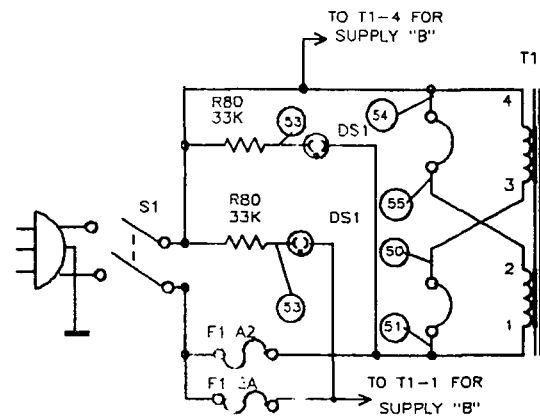 TO T1-4 FOR
SUPPLY "B"
T1
R80
33K
53
DS1
54
4
55
3
S1
R80
33K
DS1
50
2
53
51
1
F1 A2
F1
TO T1-1 FOR
SUPPLY "B"